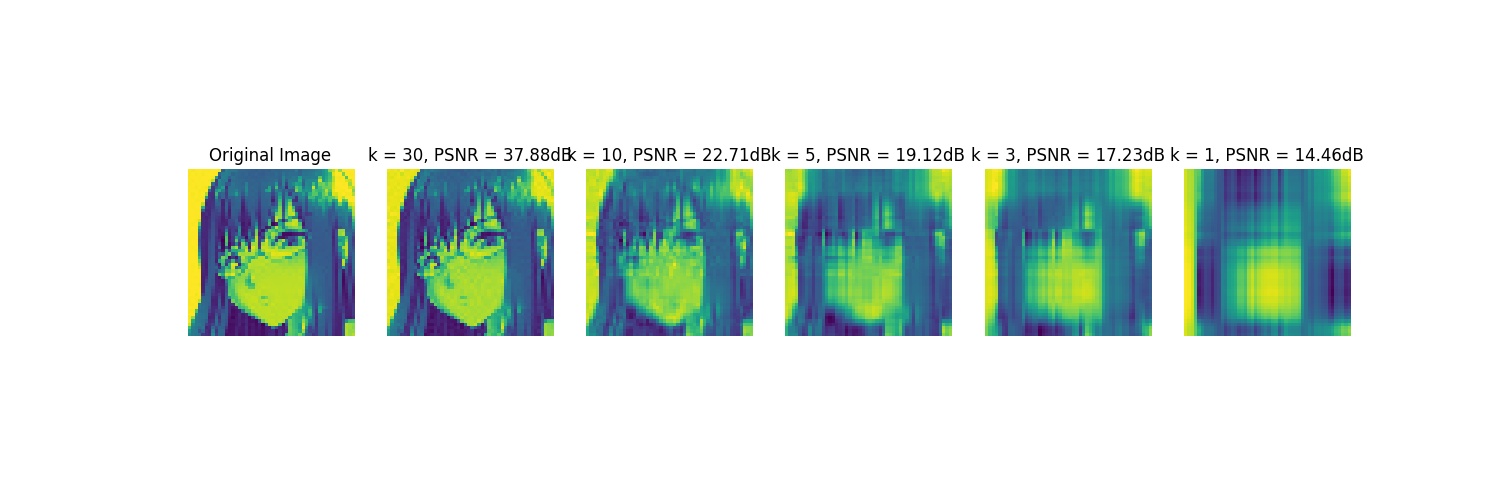 Original Image
k = 30, PSNR = 37.88dB
k = 10, PSNR = 22.71dB
k = 5, PSNR = 19.12dB
k = 3, PSNR = 17.23dB
k = 1, PSNR = 14.46dB